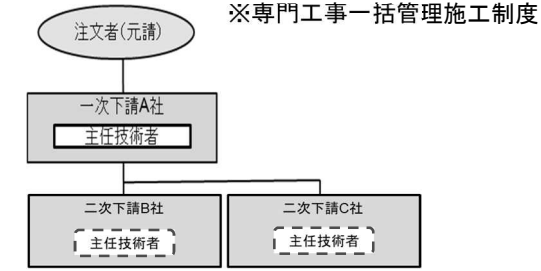 ※専門工事一括管理施工制度
注文者(元請)
一次下請A社
主任技術者
二次下請B社
主任技術者
二次下請C社
主任技術者